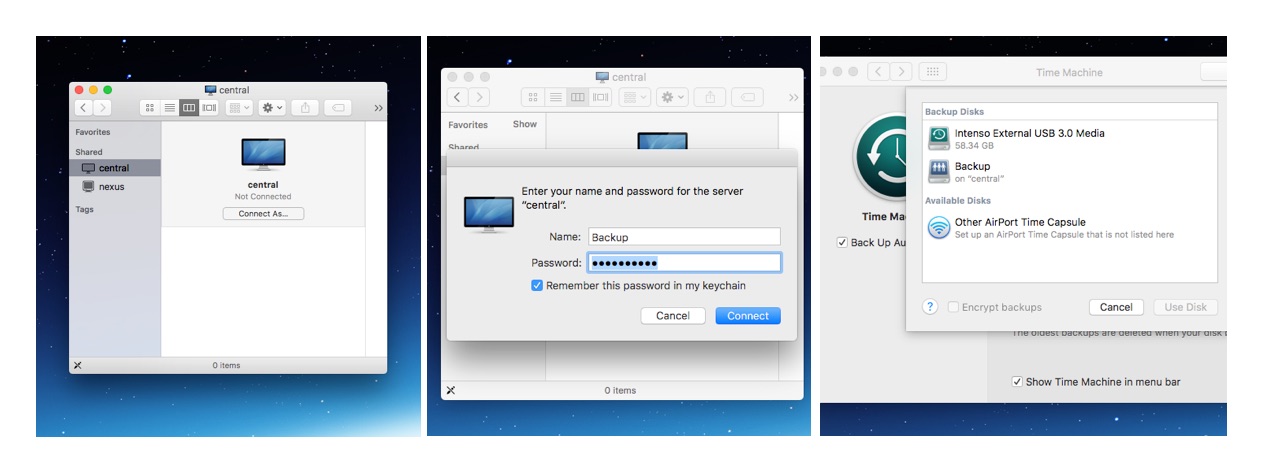 central
Favorites
Shared
central
nexus
Tags
central
Not Connected
Connect As...
0 items
central
Favorites Show
Shared
Enter your name and password for the server
“central”.
Name: Backup
Password: ••••••••••
Remember this password in my keychain
Cancel Connect
0 items
Time Machine
Backup Disks
Intenso External USB 3.0 Media
58.34 GB
Backup
on “central”
Available Disks
Other AirPort Time Capsule
Set up an AirPort Time Capsule that is not listed here
Time Ma
Back Up Au
? Encrypt backups Cancel Use Disk
The oldest backups are deleted when your disk
Show Time Machine in menu bar